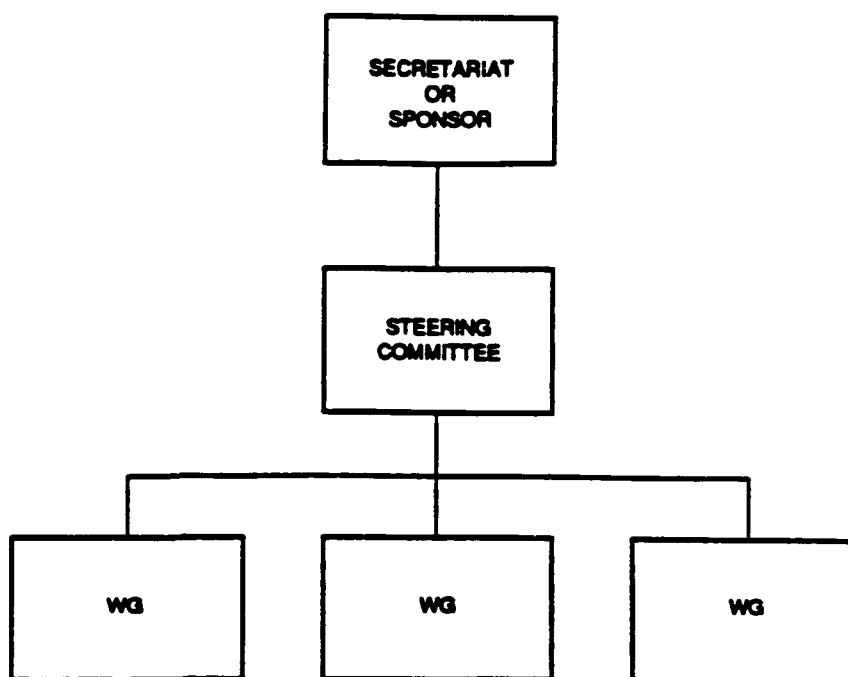 SECRETARIAT
OR
SPONSOR
STEERING
COMMITTEE
WG
WG
WG